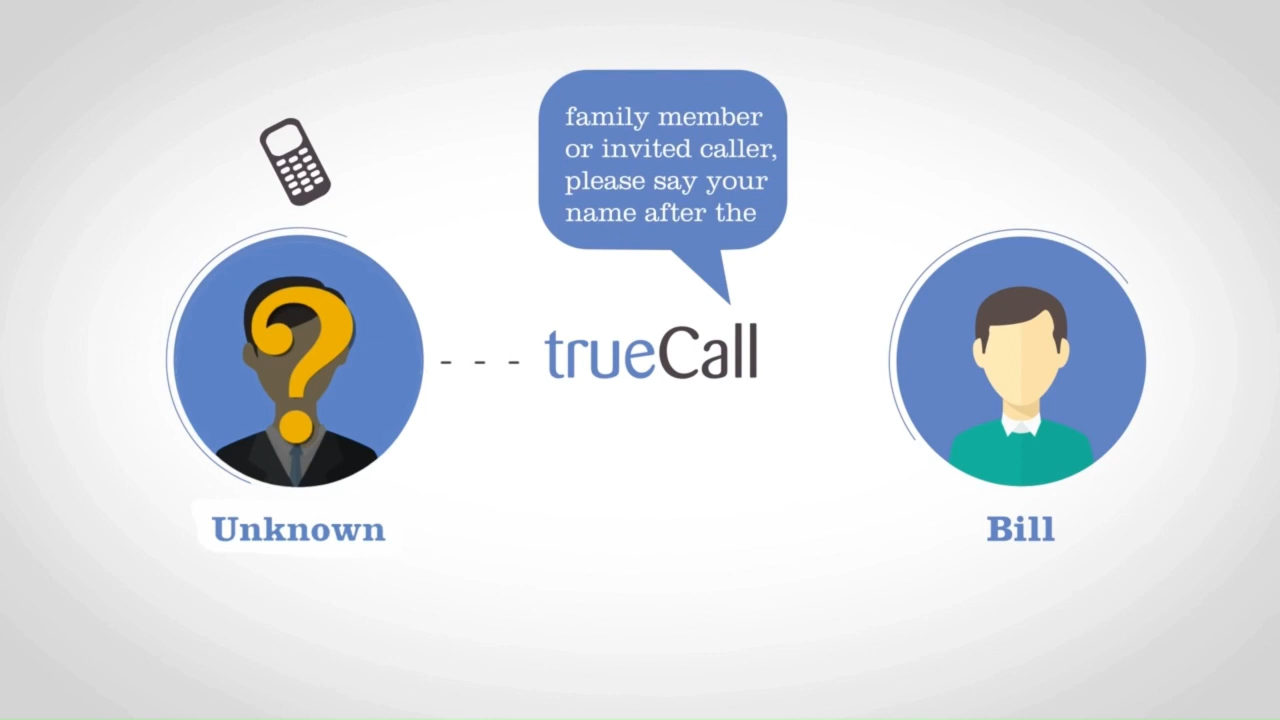 family member
or invited caller,
please say your
name after the
?
trueCall
Unknown
Bill